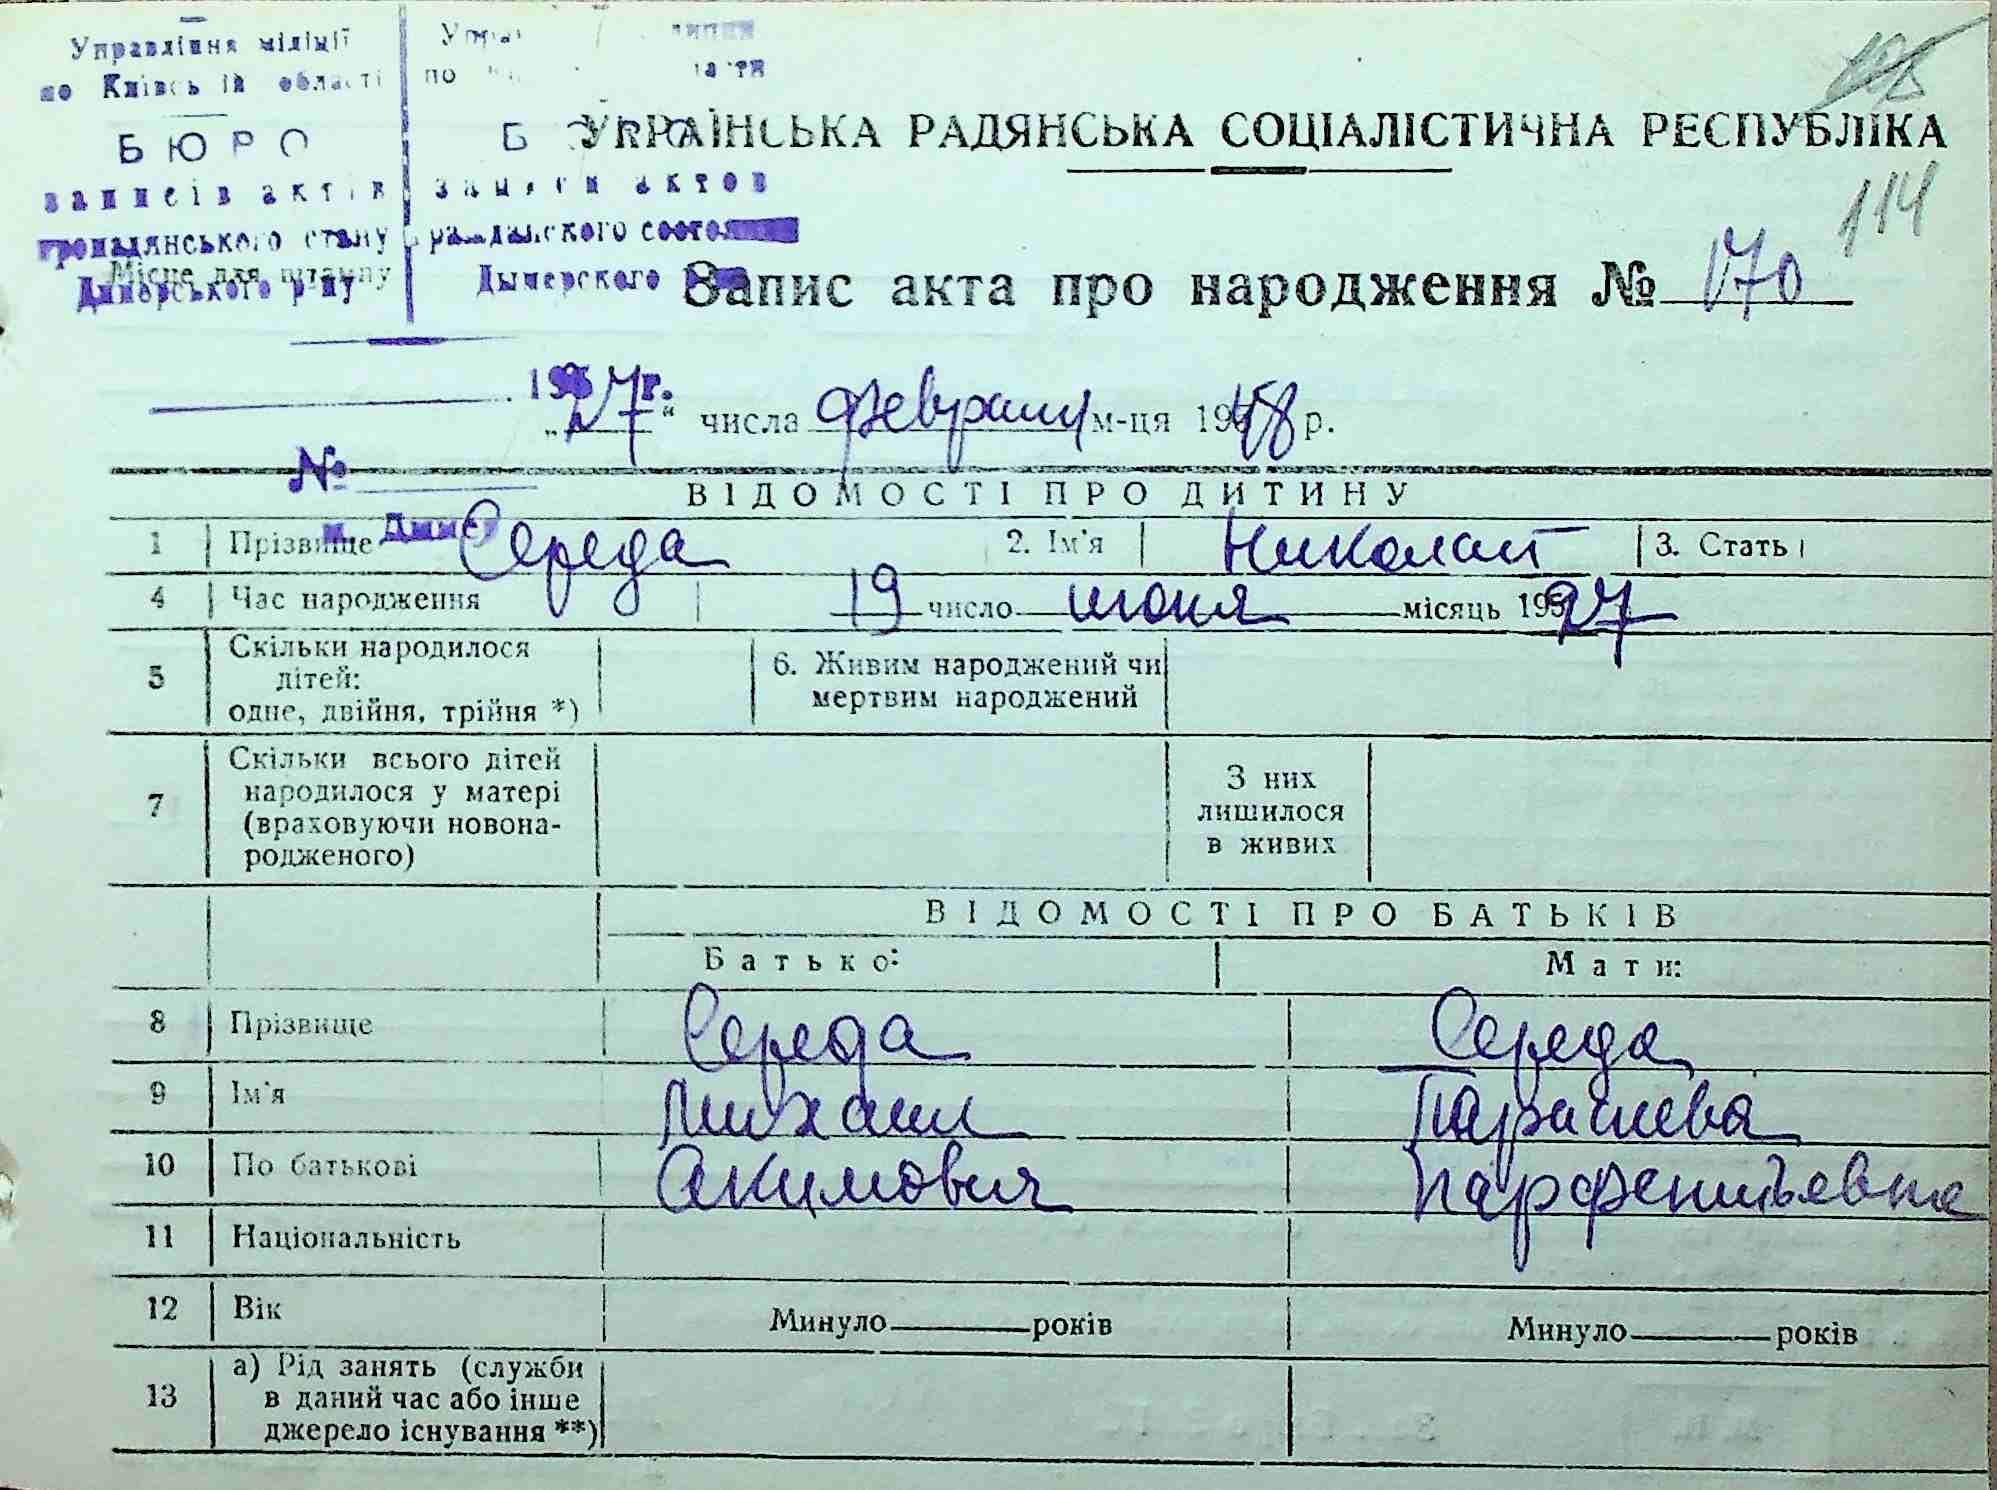 Управління міліції
по Київській області
БЮРО
записів актів
громадянського стану
Димерського р-ну
Місце для штампу
записи актов
гражданского состояния
Дымерского
УКРАЇНСЬКА РАДЯНСЬКА СОЦІАЛІСТИЧНА РЕСПУБЛІКА
114
Запис акта про народження № 170
„27“ числа февраля м-ця 1948 р.
№
ВІДОМОСТІ ПРО ДИТИНУ
1 Прізвище Середа 2. Ім'я Николай 3. Стать
4 Час народження 19 число июня місяць 1927
5 Скільки народилося
дітей:
одне, двійня, трійня *)
6. Живим народжений чи
мертвим народжений
7 Скільки всього дітей
народилося у матері
(враховуючи новона-
родженого)
З них
лишилося
в живих
ВІДОМОСТІ ПРО БАТЬКІВ
Батько: Мати:
8 Прізвище Середа Середа
9 Ім'я Михаил Парасиева
10 По батькові Акимович Парфентьевна
11 Національність
12 Вік Минуло років Минуло років
13 а) Рід занять (служби
в даний час або інше
джерело існування **)